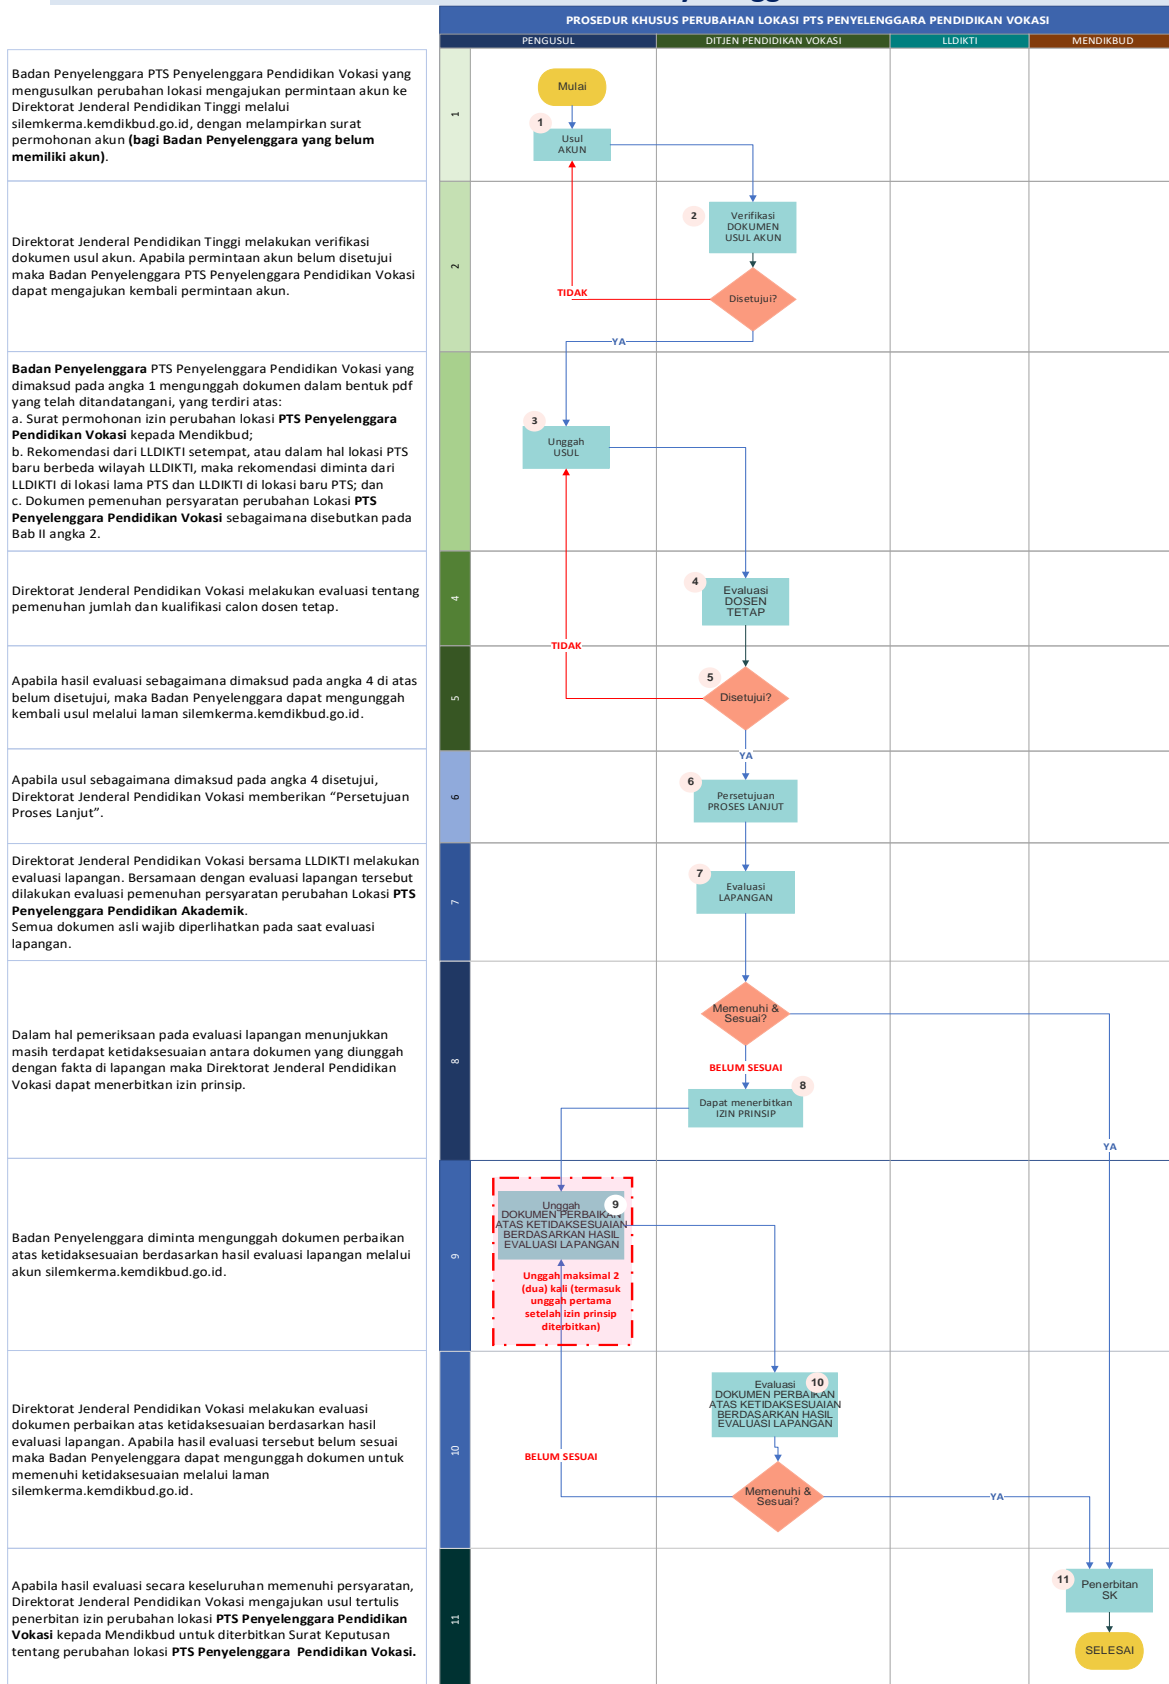 PROSEDUR KHUSUS PERUBAHAN LOKASI PTS PENYELENGGARA PENDIDIKAN VOKASI
PENGUSUL
DITJEN PENDIDIKAN VOKASI
LLDIKTI
MENDIKBUD
Badan Penyelenggara PTS Penyelenggara Pendidikan Vokasi yang
mengusulkan perubahan lokasi mengajukan permintaan akun ke
Direktorat Jenderal Pendidikan Tinggi melalui
silemkerma.kemdikbud.go.id, dengan melampirkan surat
permohonan akun (bagi Badan Penyelenggara yang belum
memiliki akun).
1
Mulai
1
Usul
AKUN
Direktorat Jenderal Pendidikan Tinggi melakukan verifikasi
dokumen usul akun. Apabila permintaan akun belum disetujui
maka Badan Penyelenggara PTS Penyelenggara Pendidikan Vokasi
dapat mengajukan kembali permintaan akun.
2
2
Verifikasi
DOKUMEN
USUL AKUN
TIDAK
Disetujui?
YA
Badan Penyelenggara PTS Penyelenggara Pendidikan Vokasi yang
dimaksud pada angka 1 mengunggah dokumen dalam bentuk pdf
yang telah ditandatangani, yang terdiri atas:
a. Surat permohonan izin perubahan lokasi PTS Penyelenggara
Pendidikan Vokasi kepada Mendikbud;
b. Rekomendasi dari LLDIKTI setempat, atau dalam hal lokasi PTS
baru berbeda wilayah LLDIKTI, maka rekomendasi diminta dari
LLDIKTI di lokasi lama PTS dan LLDIKTI di lokasi baru PTS; dan
c. Dokumen pemenuhan persyaratan perubahan Lokasi PTS
Penyelenggara Pendidikan Vokasi sebagaimana disebutkan pada
Bab II angka 2.
3
Unggah
USUL
Direktorat Jenderal Pendidikan Vokasi melakukan evaluasi tentang
pemenuhan jumlah dan kualifikasi calon dosen tetap.
4
4
Evaluasi
DOSEN
TETAP
TIDAK
Apabila hasil evaluasi sebagaimana dimaksud pada angka 4 di atas
belum disetujui, maka Badan Penyelenggara dapat mengunggah
kembali usul melalui laman silemkerma.kemdikbud.go.id.
5
5
Disetujui?
YA
Apabila usul sebagaimana dimaksud pada angka 4 disetujui,
Direktorat Jenderal Pendidikan Vokasi memberikan “Persetujuan
Proses Lanjut”.
6
6
Persetujuan
PROSES LANJUT
Direktorat Jenderal Pendidikan Vokasi bersama LLDIKTI melakukan
evaluasi lapangan. Bersamaan dengan evaluasi lapangan tersebut
dilakukan evaluasi pemenuhan persyaratan perubahan Lokasi PTS
Penyelenggara Pendidikan Akademik.
Semua dokumen asli wajib diperlihatkan pada saat evaluasi
lapangan.
7
7
Evaluasi
LAPANGAN
Dalam hal pemeriksaan pada evaluasi lapangan menunjukkan
masih terdapat ketidaksesuaian antara dokumen yang diunggah
dengan fakta di lapangan maka Direktorat Jenderal Pendidikan
Vokasi dapat menerbitkan izin prinsip.
8
Memenuhi &
Sesuai?
BELUM SESUAI
8
Dapat menerbitkan
IZIN PRINSIP
YA
Badan Penyelenggara diminta mengunggah dokumen perbaikan
atas ketidaksesuaian berdasarkan hasil evaluasi lapangan melalui
akun silemkerma.kemdikbud.go.id.
9
9
Unggah
DOKUMEN PERBAIKAN
ATAS KETIDAKSESUAIAN
BERDASARKAN HASIL
EVALUASI LAPANGAN
Unggah maksimal 2
(dua) kali (termasuk
unggah pertama
setelah izin prinsip
diterbitkan)
Direktorat Jenderal Pendidikan Vokasi melakukan evaluasi
dokumen perbaikan atas ketidaksesuaian berdasarkan hasil
evaluasi lapangan. Apabila hasil evaluasi tersebut belum sesuai
maka Badan Penyelenggara dapat mengunggah dokumen untuk
memenuhi ketidaksesuaian melalui laman
silemkerma.kemdikbud.go.id.
10
10
Evaluasi
DOKUMEN PERBAIKAN
ATAS KETIDAKSESUAIAN
BERDASARKAN HASIL
EVALUASI LAPANGAN
BELUM SESUAI
Memenuhi &
Sesuai?
YA
Apabila hasil evaluasi secara keseluruhan memenuhi persyaratan,
Direktorat Jenderal Pendidikan Vokasi mengajukan usul tertulis
penerbitan izin perubahan lokasi PTS Penyelenggara Pendidikan
Vokasi kepada Mendikbud untuk diterbitkan Surat Keputusan
tentang perubahan lokasi PTS Penyelenggara Pendidikan Vokasi.
11
11
Penerbitan
SK
SELESAI